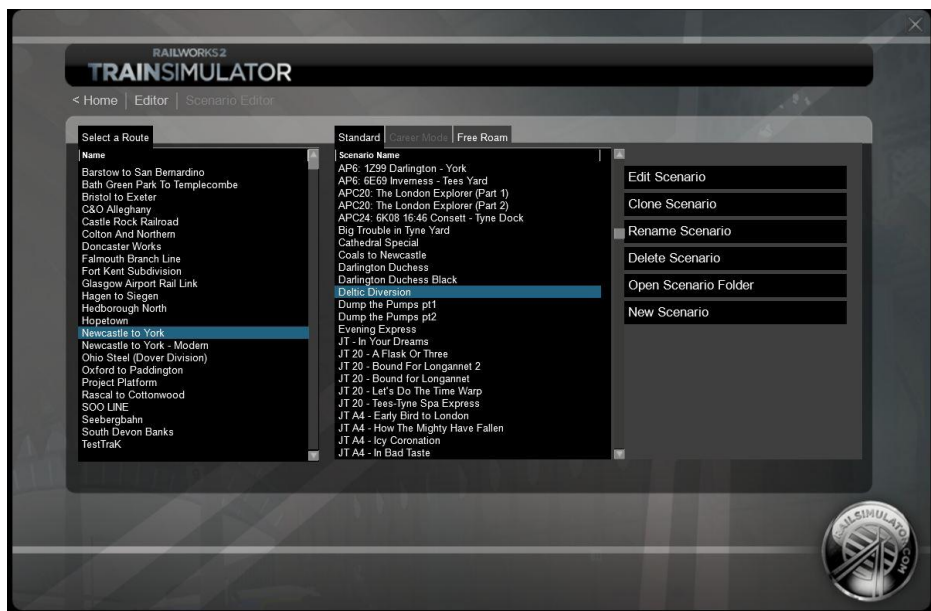 RAILWORKS2
TRAINSIMULATOR
< Home | Editor | Scenario Editor
Select a Route
Name
Barstow to San Bernardino
Bath Green Park To Templecombe
Bristol to Exeter
C&O Alleghany
Castle Rock Railroad
Colton And Northern
Doncaster Works
Falmouth Branch Line
Fort Kent Subdivision
Glasgow Airport Rail Link
Hagen to Siegen
Hedborough North
Hopetown
Newcastle to York
Newcastle to York - Modern
Ohio Steel (Dover Division)
Oxford to Paddington
Project Platform
Rascal to Cottonwood
SOO LINE
Seebergbahn
South Devon Banks
TestTraK
Standard | Career Mode | Free Roam
Scenario Name
AP6: 1Z99 Darlington - York
AP6: 6E69 Inverness - Tees Yard
APC20: The London Explorer (Part 1)
APC20: The London Explorer (Part 2)
APC24: 6K08 16:46 Consett - Tyne Dock
Big Trouble in Tyne Yard
Cathedral Special
Coals to Newcastle
Darlington Duchess
Darlington Duchess Black
Deltic Diversion
Dump the Pumps pt1
Dump the Pumps pt2
Evening Express
JT - In Your Dreams
JT 20 - A Flask Or Three
JT 20 - Bound For Longannet 2
JT 20 - Bound for Longannet
JT 20 - Let's Do The Time Warp
JT 20 - Tees-Tyne Spa Express
JT A4 - Early Bird to London
JT A4 - How The Mighty Have Fallen
JT A4 - Icy Coronation
JT A4 - In Bad Taste
Edit Scenario
Clone Scenario
Rename Scenario
Delete Scenario
Open Scenario Folder
New Scenario
RAILSIMULATOR.COM